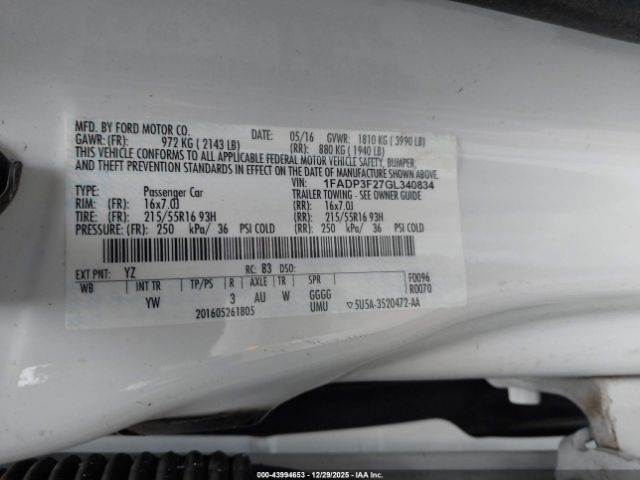 MFD. BY FORD MOTOR CO.
DATE: 05/16 GVWR: 1810 KG ( 3990 LB)
GAWR: (FR): 972 KG ( 2143 LB) (RR): 880 KG ( 1940 LB)
THIS VEHICLE CONFORMS TO ALL APPLICABLE FEDERAL MOTOR VEHICLE SAFETY, BUMPER,
AND THEFT PREVENTION STANDARDS IN EFFECT ON THE DATE OF MANUFACTURE SHOWN ABOVE.
VIN: 1FADP3F27GL340834
TYPE: Passenger Car TRAILER TOWING - SEE OWNER GUIDE
RIM: (FR): 16x7.0J (RR): 16x7.0J
TIRE: (FR): 215/55R16 93H (RR): 215/55R16 93H
PRESSURE: (FR): 250 kPa/ 36 PSI COLD (RR): 250 kPa/ 36 PSI COLD
EXT PNT: YZ RC: 83 DSO: F0096
WB INT TR TP/PS R AXLE TR SPR R0070
YW 3 AU W GGGG
201605261805 UMU ▽5U5A-3520472-AA
000-43994653 | 12/29/2025 | IAA Inc.